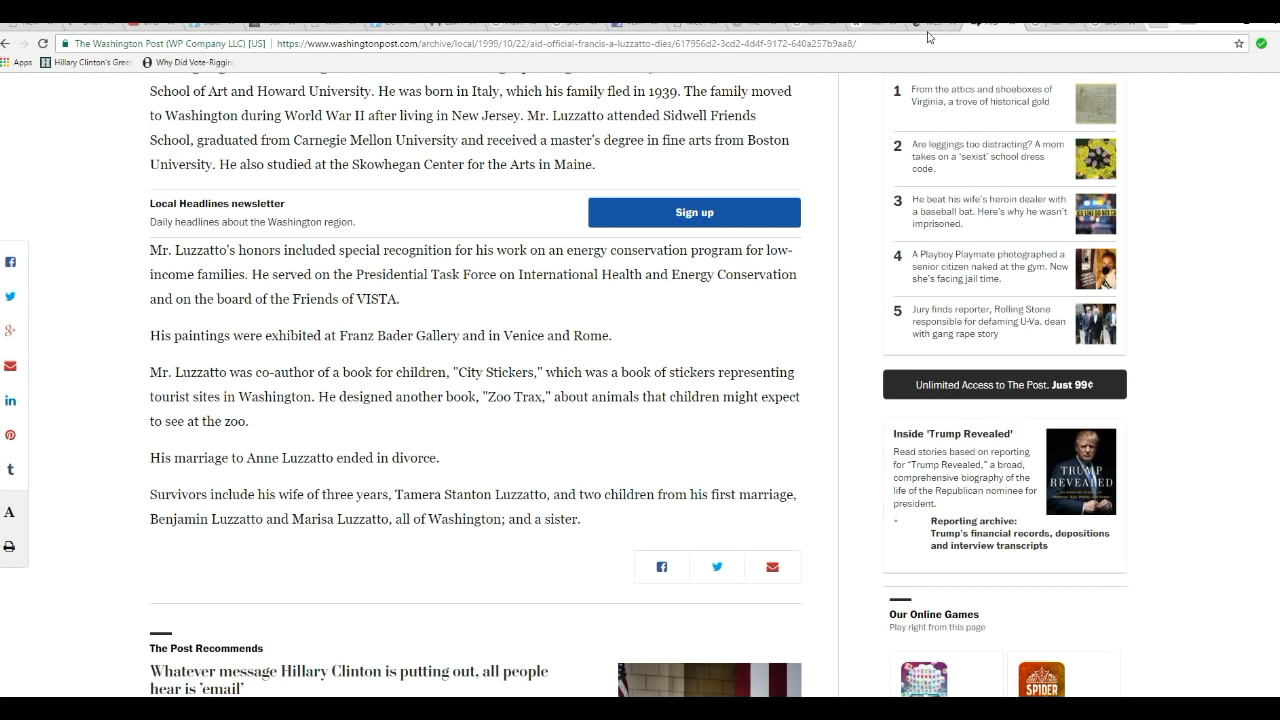 The Washington Post (WP Company LLC) [US]
https://www.washingtonpost.com/archive/local/1999/10/22/aid-official-francis-a-luzzatto-dies/617956d2-3cd2-4d4f-9172-640a257b9aa8/
Apps
Hillary Clinton's Gree
Why Did Vote-Riggin
School of Art and Howard University. He was born in Italy, which his family fled in 1939. The family moved
to Washington during World War II after living in New Jersey. Mr. Luzzatto attended Sidwell Friends
School, graduated from Carnegie Mellon University and received a master's degree in fine arts from Boston
University. He also studied at the Skowhegan Center for the Arts in Maine.
Local Headlines newsletter
Daily headlines about the Washington region.
Sign up
Mr. Luzzatto's honors included special recognition for his work on an energy conservation program for low-
income families. He served on the Presidential Task Force on International Health and Energy Conservation
and on the board of the Friends of VISTA.
His paintings were exhibited at Franz Bader Gallery and in Venice and Rome.
Mr. Luzzatto was co-author of a book for children, "City Stickers," which was a book of stickers representing
tourist sites in Washington. He designed another book, "Zoo Trax," about animals that children might expect
to see at the zoo.
His marriage to Anne Luzzatto ended in divorce.
Survivors include his wife of three years, Tamera Stanton Luzzatto, and two children from his first marriage,
Benjamin Luzzatto and Marisa Luzzatto, all of Washington; and a sister.
The Post Recommends
Whatever message Hillary Clinton is putting out, all people
hear is 'email'
1
From the attics and shoeboxes of
Virginia, a trove of historical gold
2
Are leggings too distracting? A mom
takes on a 'sexist' school dress
code.
3
He beat his wife's heroin dealer with
a baseball bat. Here's why he wasn't
imprisoned.
4
A Playboy Playmate photographed a
senior citizen naked at the gym. Now
she's facing jail time.
5
Jury finds reporter, Rolling Stone
responsible for defaming U-Va. dean
with gang rape story
Unlimited Access to The Post. Just 99¢
Inside 'Trump Revealed'
Read stories based on reporting
for "Trump Revealed," a broad,
comprehensive biography of the
life of the Republican nominee for
president.
TRUMP
REVEALED
Reporting archive:
Trump's financial records, depositions
and interview transcripts
Our Online Games
Play right from this page
SPIDER
A